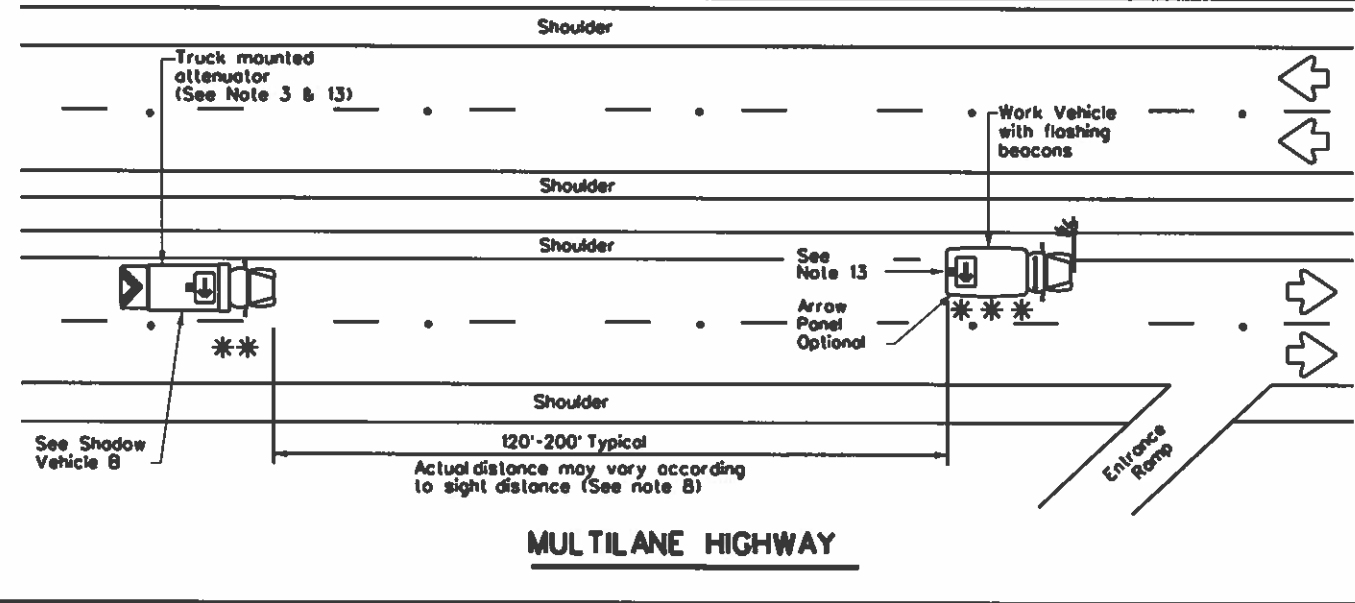 Shoulder
Truck mounted
attenuator
(See Note 3 & 13)
Work Vehicle
with flashing
beacons
Shoulder
Shoulder
See
Note 13
Arrow
Panel
Optional
***
**
Shoulder
See Shadow
Vehicle B
120'-200' Typical
Actual distance may vary according
to sight distance (See note 8)
Entrance
Ramp
MULTILANE HIGHWAY